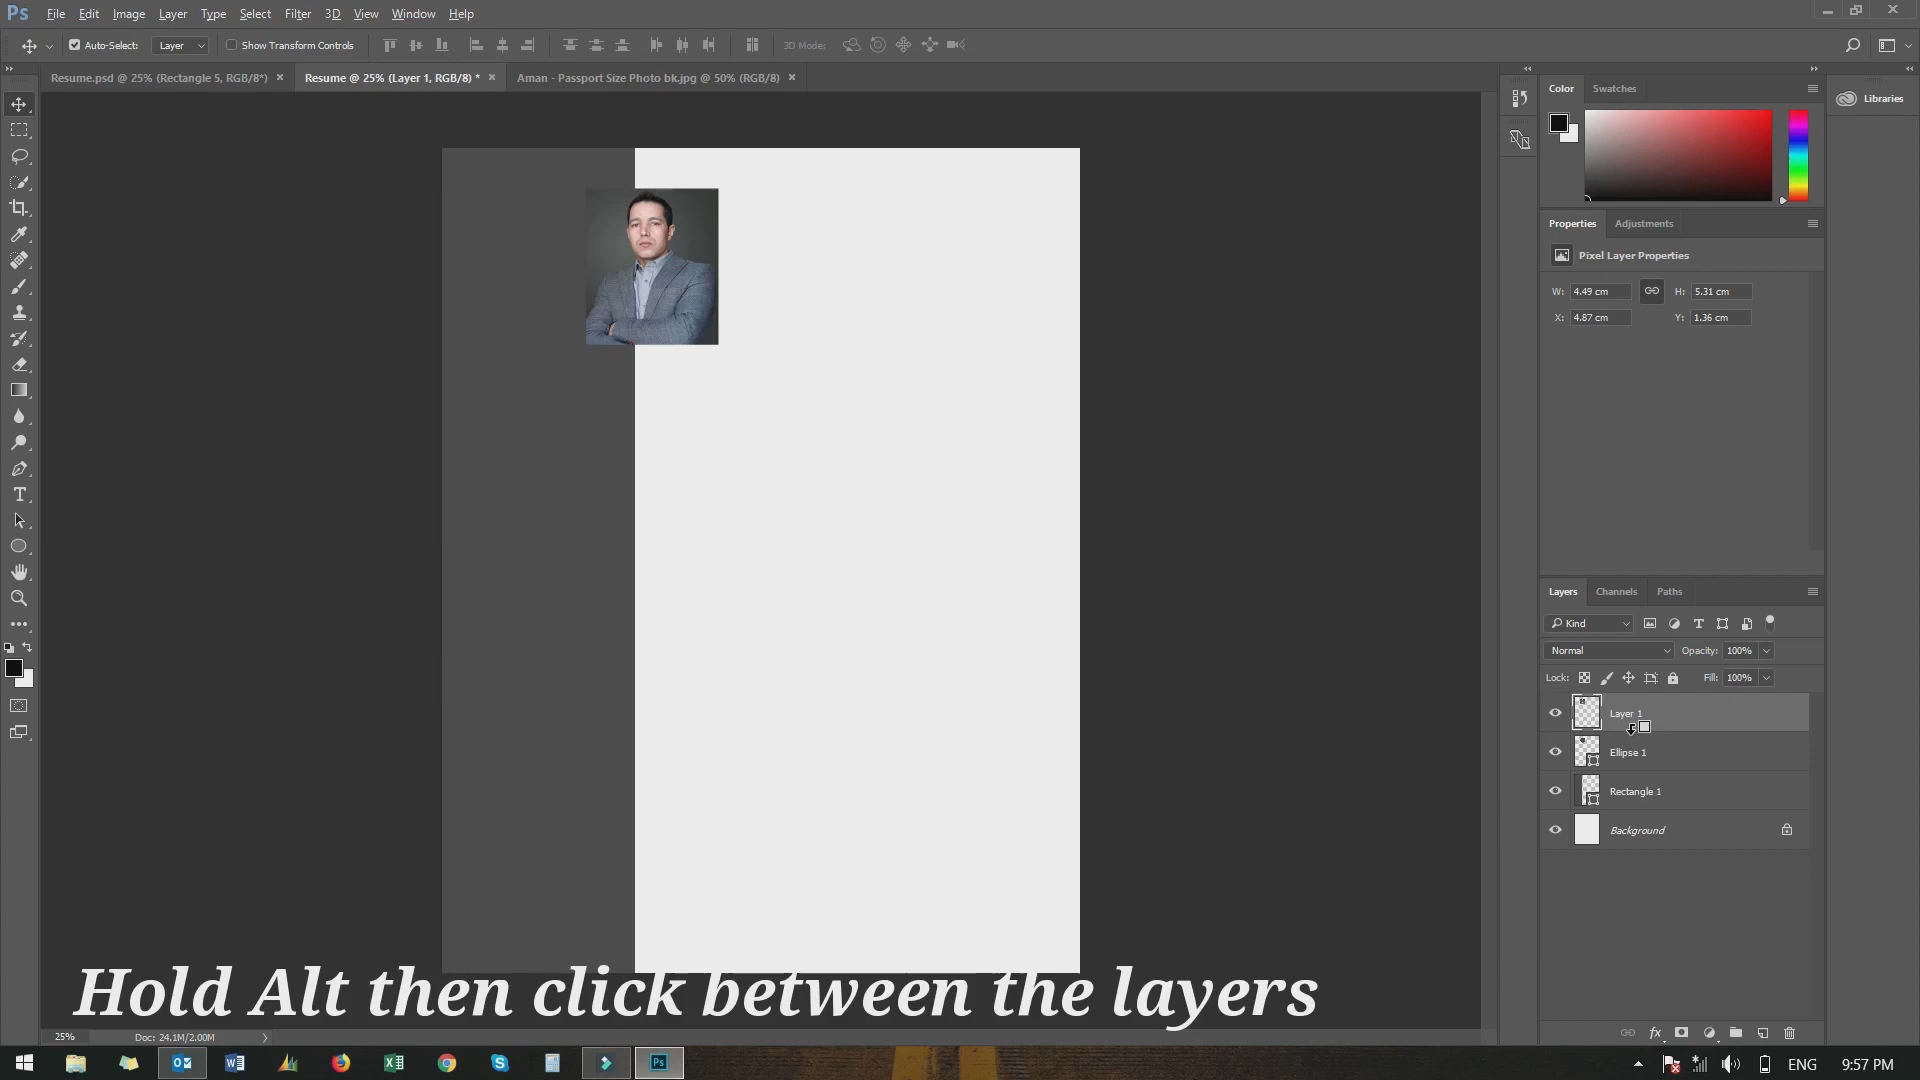 Ps File Edit Image Layer Type Select Filter 3D View Window Help
Auto-Select: Layer Show Transform Controls 3D Mode:
Resume.psd @ 25% (Rectangle 5, RGB/8*) × Resume @ 25% (Layer 1, RGB/8) * × Aman - Passport Size Photo bk.jpg @ 50% (RGB/8) ×
Color Swatches
Libraries
Properties Adjustments
Pixel Layer Properties
W: 4.49 cm H: 5.31 cm
X: 4.87 cm Y: 1.36 cm
Layers Channels Paths
Kind
Normal Opacity: 100%
Lock: Fill: 100%
Layer 1
Ellipse 1
Rectangle 1
Background
Hold Alt then click between the layers
25% Doc: 24.1M/2.00M
Ps ENG 9:57 PM